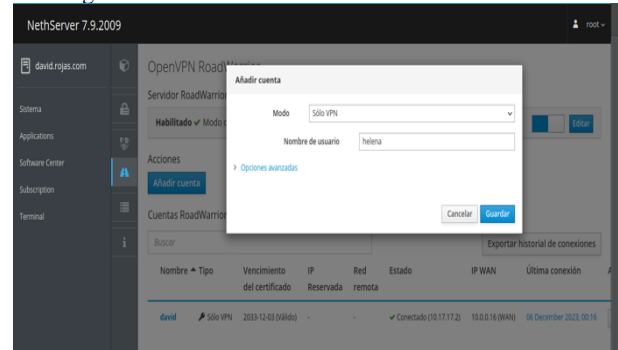 NethServer 7.9.2009
root
david.rojas.com
Sistema
Applications
Software Center
Subscription
Terminal
OpenVPN RoadWarrior
Servidor RoadWarrior
Habilitado Modo
Editar
Acciones
Añadir cuenta
Cuentas RoadWarrior
Buscar
Exportar historial de conexiones
Añadir cuenta
Modo Sólo VPN
Nombre de usuario helena
Opciones avanzadas
Cancelar Guardar
Nombre Tipo Vencimiento del certificado IP Reservada Red remota Estado IP WAN Última conexión
david Sólo VPN 2033-12-03 (Válido) - - Conectado (10.17.17.2) 10.0.0.16 (WAN) 06 December 2023, 00:16